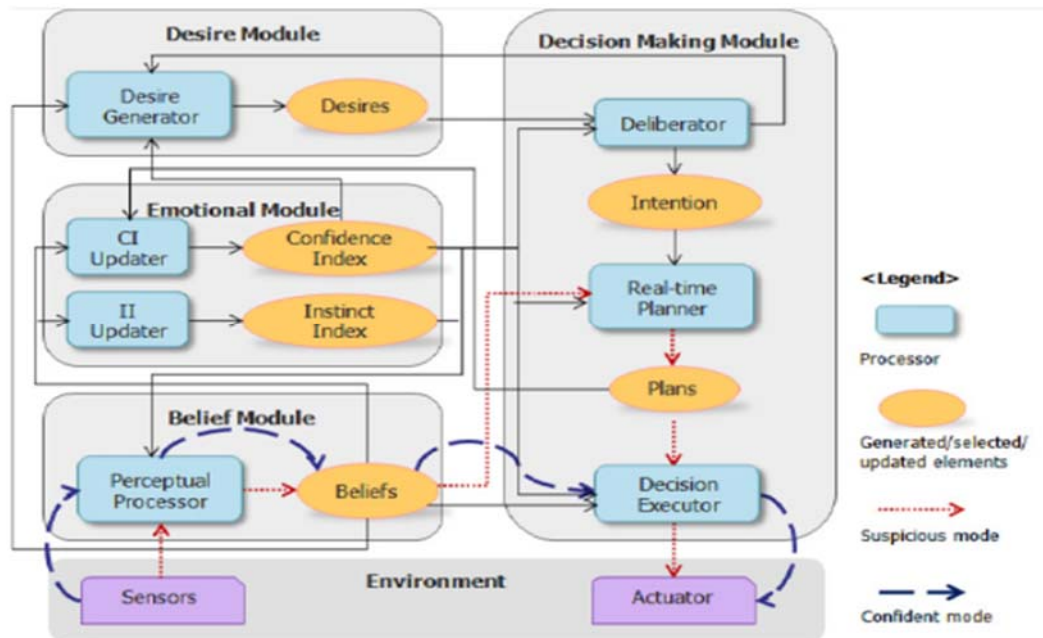 Desire Module
Decision Making Module
Desire
Generator
Desires
Deliberator
Intention
Emotional Module
CI
Updater
Confidence
Index
II
Updater
Instinct
Index
Real-time
Planner
Plans
Belief Module
Perceptual
Processor
Beliefs
Decision
Executor
Environment
Sensors
Actuator
<Legend>
Processor
Generated/selected/
updated elements
Suspicious mode
Confident mode